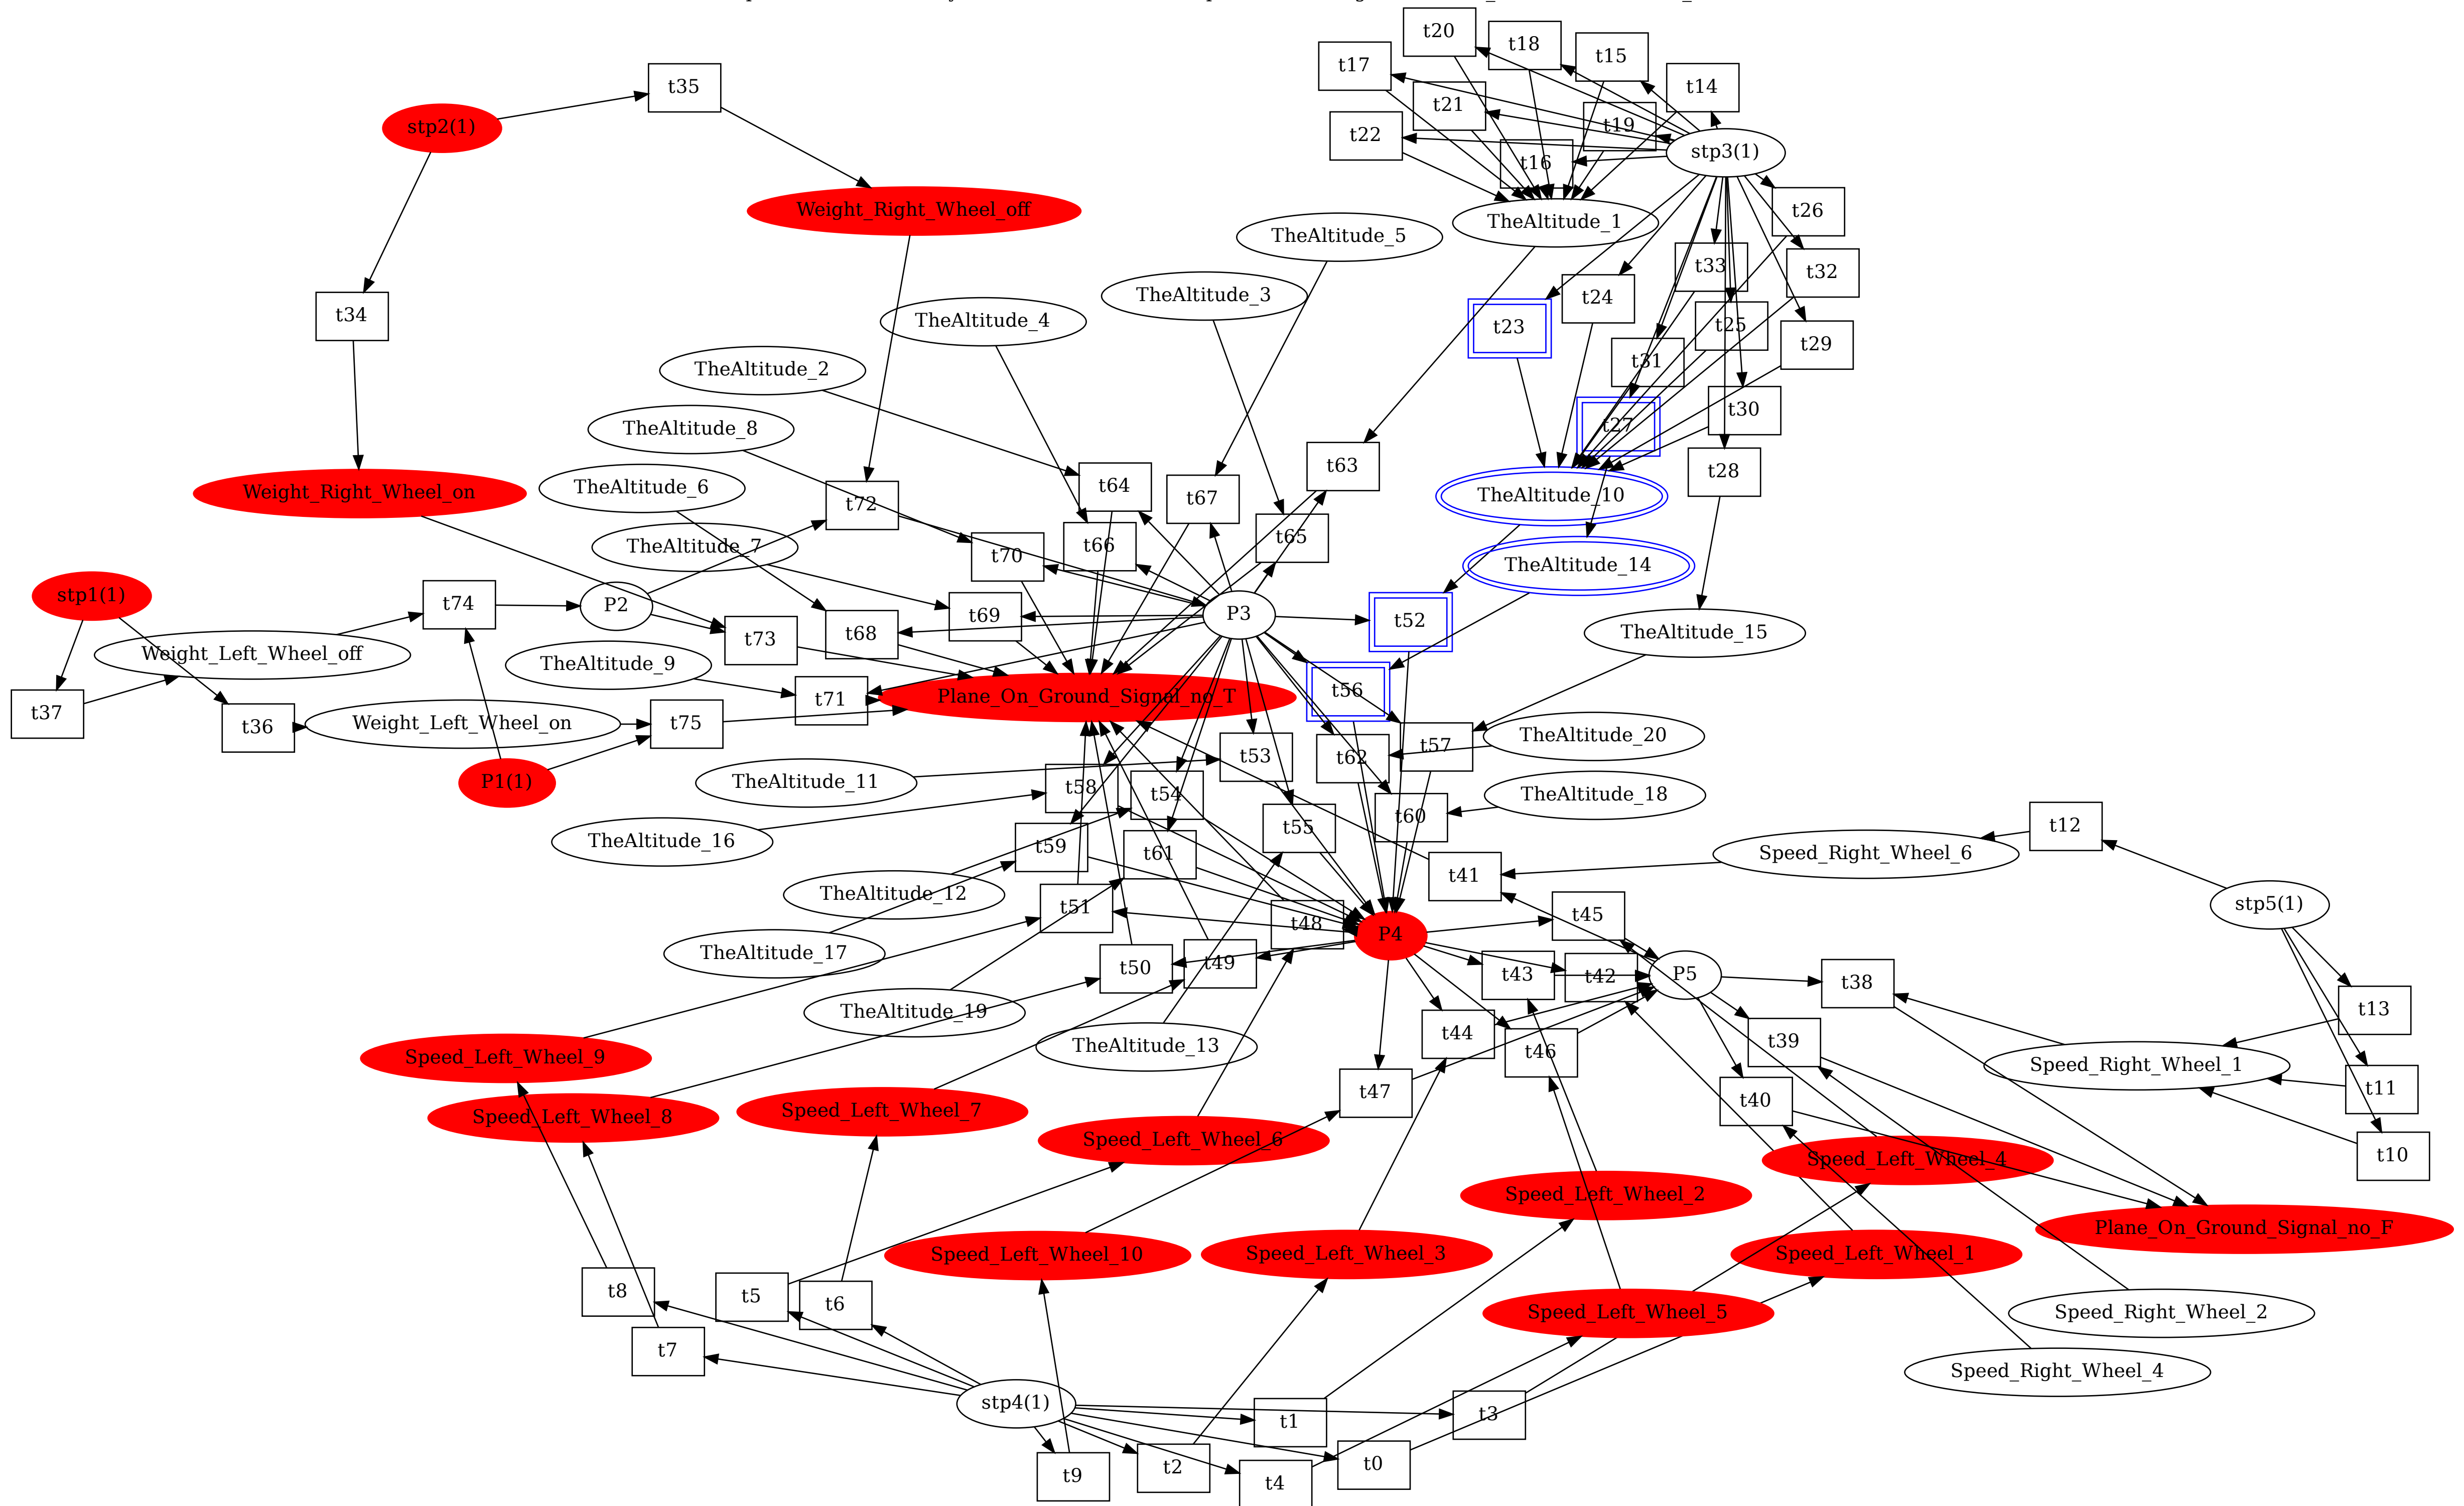 t20
t18
t15
t17
t14
t21
t19
t22
t16
stp3(1)
t35
stp2(1)
Weight_Right_Wheel_off
t26
TheAltitude_1
TheAltitude_5
t33
t32
TheAltitude_3
t24
t34
TheAltitude_4
t23
t25
t29
TheAltitude_2
t31
t30
TheAltitude_8
t27
t63
t28
TheAltitude_6
t64
Weight_Right_Wheel_on
TheAltitude_10
t72
t67
t65
TheAltitude_7
t66
t70
TheAltitude_14
stp1(1)
t74
P2
t69
P3
t52
t68
t73
TheAltitude_15
Weight_Left_Wheel_off
TheAltitude_9
t56
t71
Plane_On_Ground_Signal_no_T
t37
t36
Weight_Left_Wheel_on
t75
TheAltitude_20
t57
t53
t62
P1(1)
TheAltitude_11
t58
t54
TheAltitude_18
t60
t55
t12
TheAltitude_16
t59
t61
Speed_Right_Wheel_6
t41
TheAltitude_12
t51
stp5(1)
t45
t48
P4
TheAltitude_17
t50
t49
t43
t42
P5
t38
TheAltitude_19
t13
t44
t39
TheAltitude_13
t46
Speed_Left_Wheel_9
Speed_Right_Wheel_1
t11
t47
t40
Speed_Left_Wheel_7
Speed_Left_Wheel_8
Speed_Left_Wheel_6
t10
Speed_Left_Wheel_4
Speed_Left_Wheel_2
Plane_On_Ground_Signal_no_F
Speed_Left_Wheel_10
Speed_Left_Wheel_3
Speed_Left_Wheel_1
t8
t5
t6
Speed_Left_Wheel_5
Speed_Right_Wheel_2
t7
Speed_Right_Wheel_4
stp4(1)
t1
t3
t0
t2
t9
t4